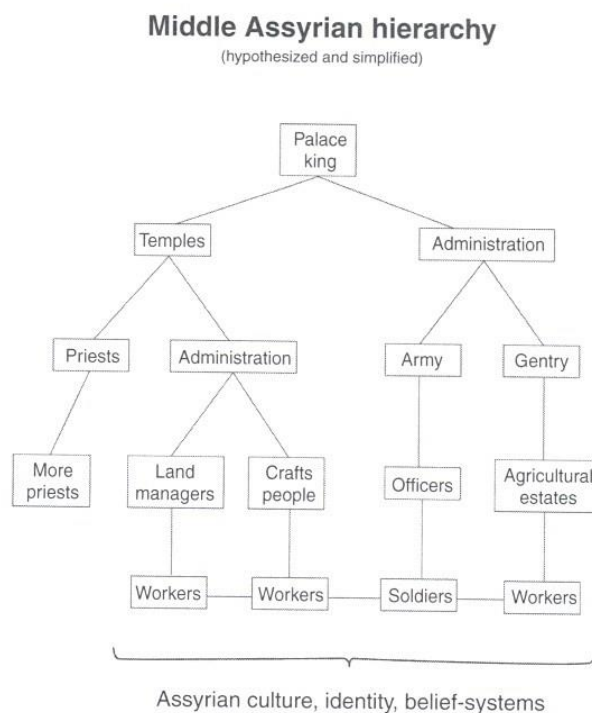 Middle Assyrian hierarchy
(hypothesized and simplified)
Palace
king
Temples
Administration
Priests
Administration
Army
Gentry
More
priests
Land
managers
Crafts
people
Officers
Agricultural
estates
Workers
Workers
Soldiers
Workers
Assyrian culture, identity, belief-systems